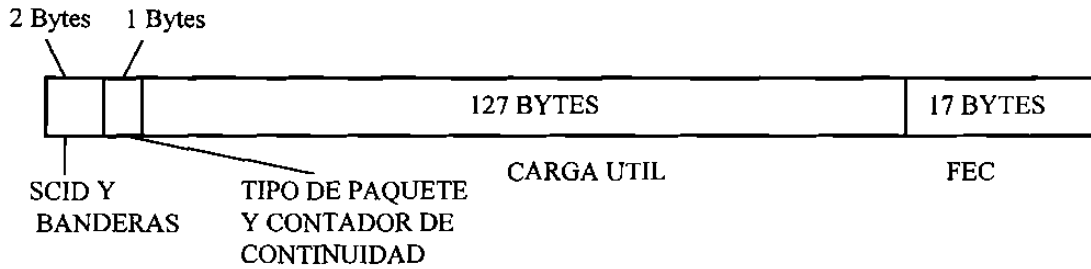 2 Bytes
1 Bytes
127 BYTES
17 BYTES
SCID Y
BANDERAS
TIPO DE PAQUETE
Y CONTADOR DE
CONTINUIDAD
CARGA UTIL
FEC